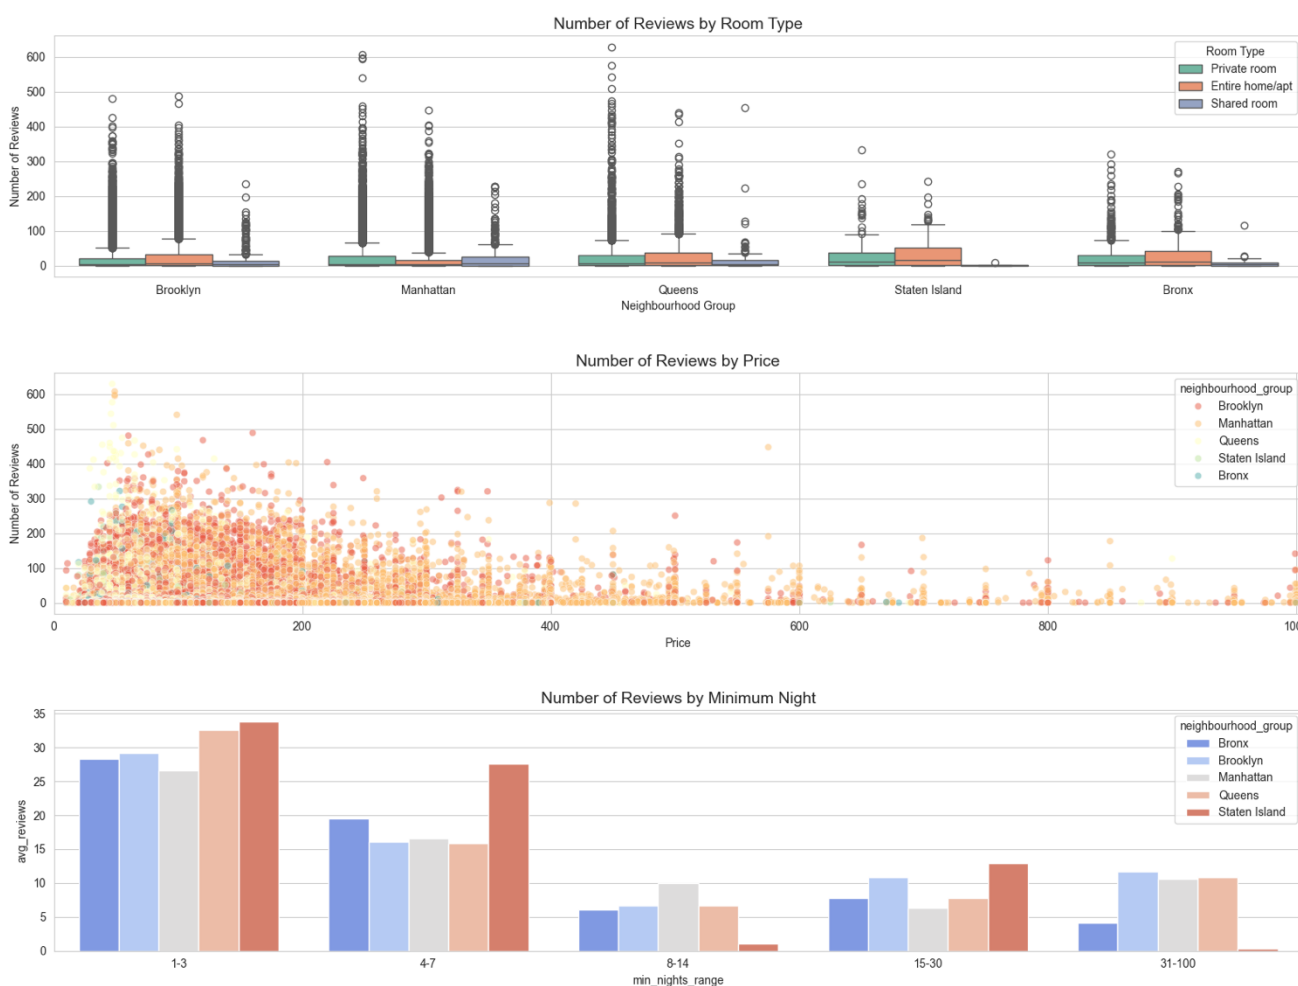 Number of Reviews by Room Type
Number of Reviews
600
500
400
300
200
100
0
Room Type
Private room
Entire home/apt
Shared room
Brooklyn Manhattan Queens Staten Island Bronx
Neighbourhood Group
Number of Reviews by Price
Number of Reviews
600
500
400
300
200
100
0
neighbourhood_group
Brooklyn
Manhattan
Queens
Staten Island
Bronx
0 200 400 600 800 100
Price
Number of Reviews by Minimum Night
avg_reviews
35
30
25
20
15
10
5
0
neighbourhood_group
Bronx
Brooklyn
Manhattan
Queens
Staten Island
1-3 4-7 8-14 15-30 31-100
min_nights_range